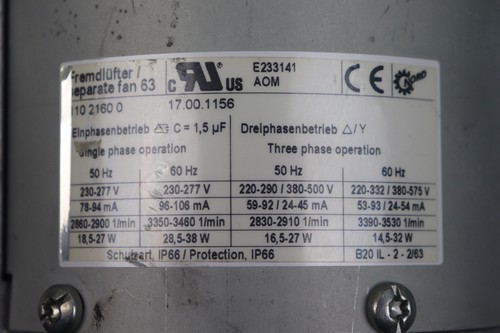 Fremdlüfter /
separate fan 63
C RU US
E233141
AOM
CE
NORD
110 2160 0
17.00.1156
Einphasenbetrieb C = 1,5 µF
Dreiphasenbetrieb △/Y
single phase operation
Three phase operation
50 Hz 60 Hz 50 Hz 60 Hz
230-277 V 230-277 V 220-290 / 380-500 V 220-332 / 380-575 V
78-94 mA 96-106 mA 59-92 / 24-45 mA 53-93 / 24-54 mA
2860-2900 1/min 3350-3460 1/min 2830-2910 1/min 3390-3530 1/min
18,5-27 W 28,5-38 W 16,5-27 W 14,5-32 W
Schutzart, IP66 / Protection, IP66 B20 IL - 2 - 2/63